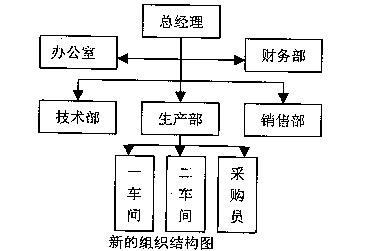 总经理
办公室
财务部
技术部
生产部
销售部
一车间
二车间
采购员
新的组织结构图